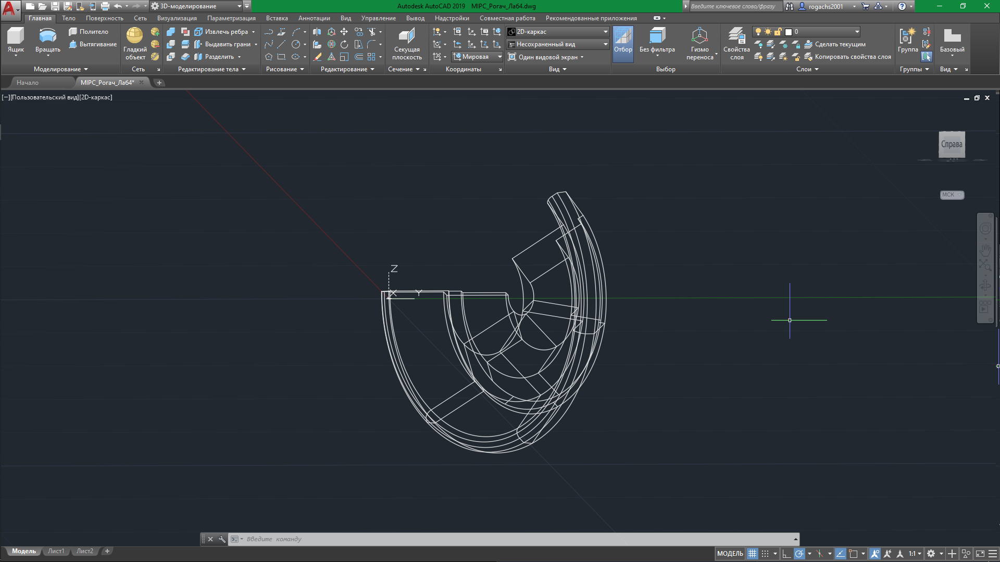 3D-моделирование
Autodesk AutoCAD 2019 MIPC_Рогач_Ла64.dwg
Введите ключевое слово/фразу
rogachs2001
Главная Тело Поверхность Сеть Визуализация Параметризация Вставка Аннотации Вид Управление Вывод Надстройки Совместная работа Рекомендованные приложения
Ящик
Вращать
Политело
Вытягивание
Моделирование
Гладкий
объект
Сеть
Извлечь ребра
Выдавить грани
Разделить
Редактирование тела
Рисование
Редактирование
Секущая
плоскость
Сечение
Мировая
Координаты
2D-каркас
Несохраненный вид
Один видовой экран
Вид
Отбор
Без фильтра
Гизмо
переноса
Выбор
Свойства
слоя
0
Сделать текущим
Копировать свойства слоя
Слои
Группа
Группы
Базовый
Вид
Начало
MIPC_Рогач_Ла64*
[−][Пользовательский вид][2D-каркас]
Справа
МСК
Z
X
Y
Введите команду
Модель Лист1 Лист2
МОДЕЛЬ
1:1